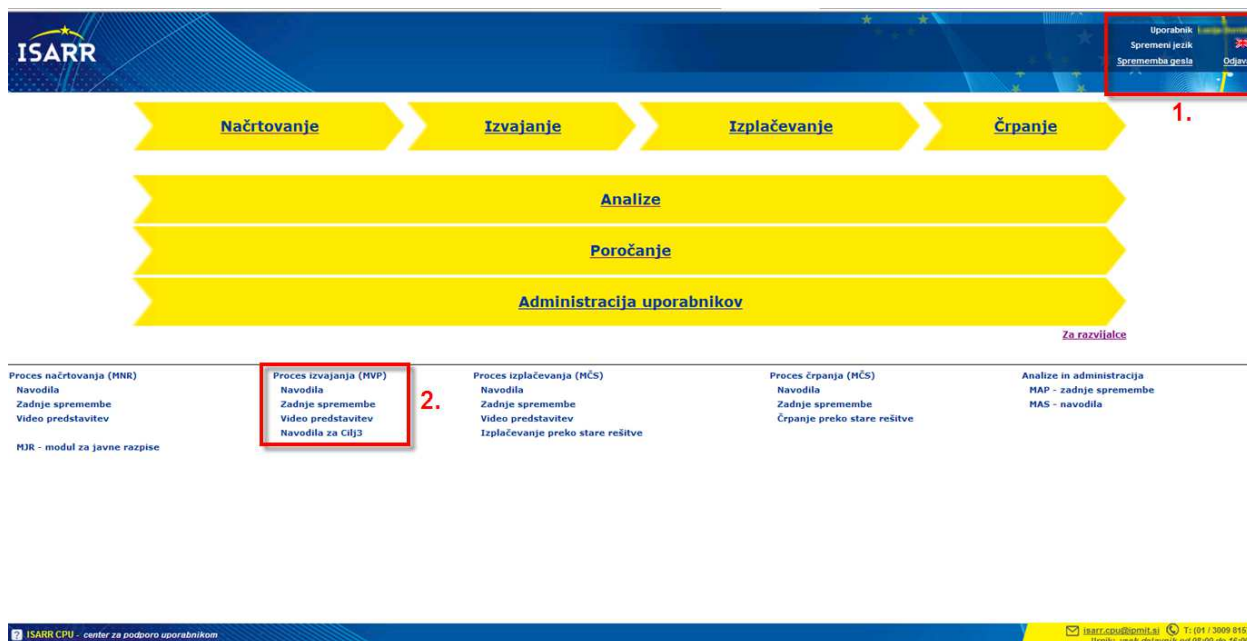 ISARR
Uporabnik
Spremeni jezik
Sprememba gesla Odjava
1.
Načrtovanje Izvajanje Izplačevanje Črpanje
Analize
Poročanje
Administracija uporabnikov
Za razvijalce
Proces načrtovanja (MNR)
Navodila
Zadnje spremembe
Video predstavitev
MJR - modul za javne razpise
Proces izvajanja (MVP)
Navodila
Zadnje spremembe
Video predstavitev
Navodila za Cilj3
2.
Proces izplačevanja (MČS)
Navodila
Zadnje spremembe
Video predstavitev
Izplačevanje preko stare rešitve
Proces črpanja (MČS)
Navodila
Zadnje spremembe
Črpanje preko stare rešitve
Analize in administracija
MAP - zadnje spremembe
MAS - navodila
? ISARR CPU - center za podporo uporabnikom
isarr.cpu@ipmit.si T: (01 / 3009 815